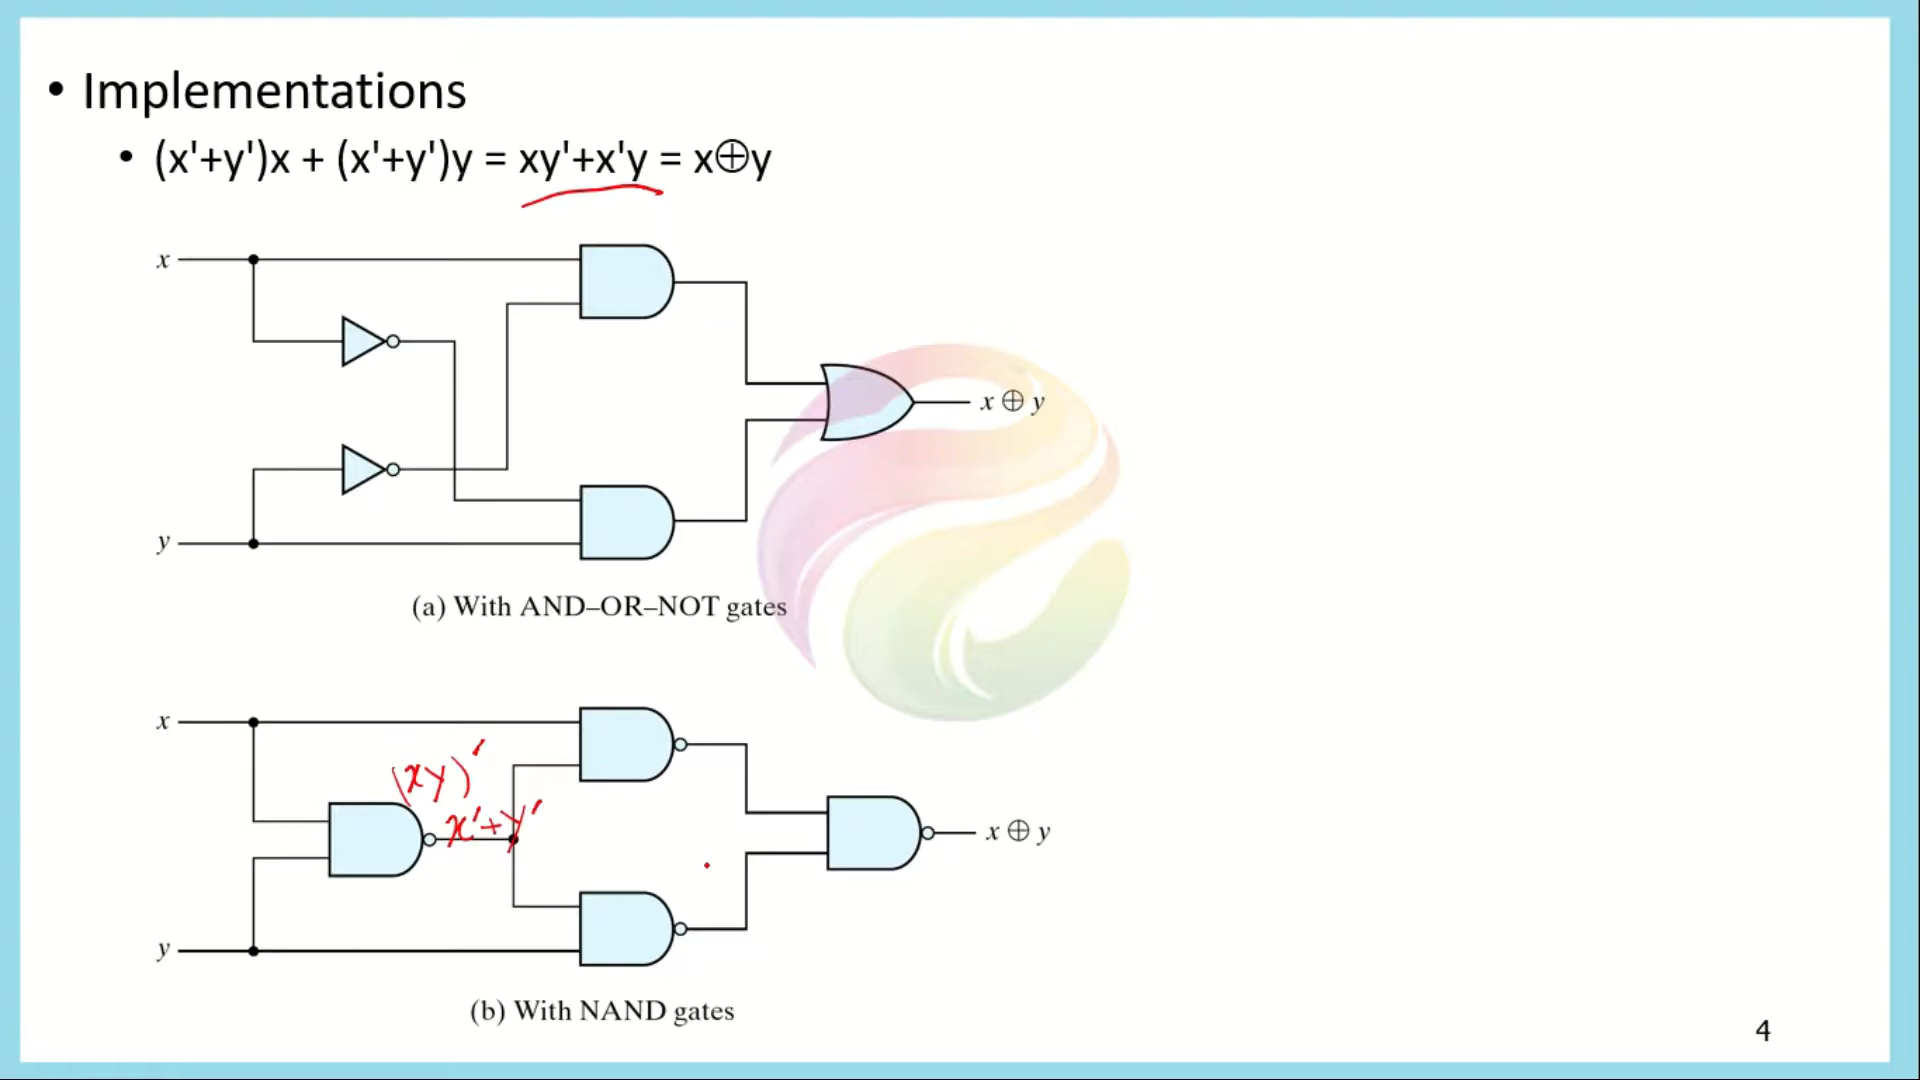 • Implementations
• (x'+y')x + (x'+y')y = xy'+x'y = x⊕y
x
x ⊕ y
y
(a) With AND–OR–NOT gates
x
(xy)'
x'+y'
x ⊕ y
y
(b) With NAND gates
4